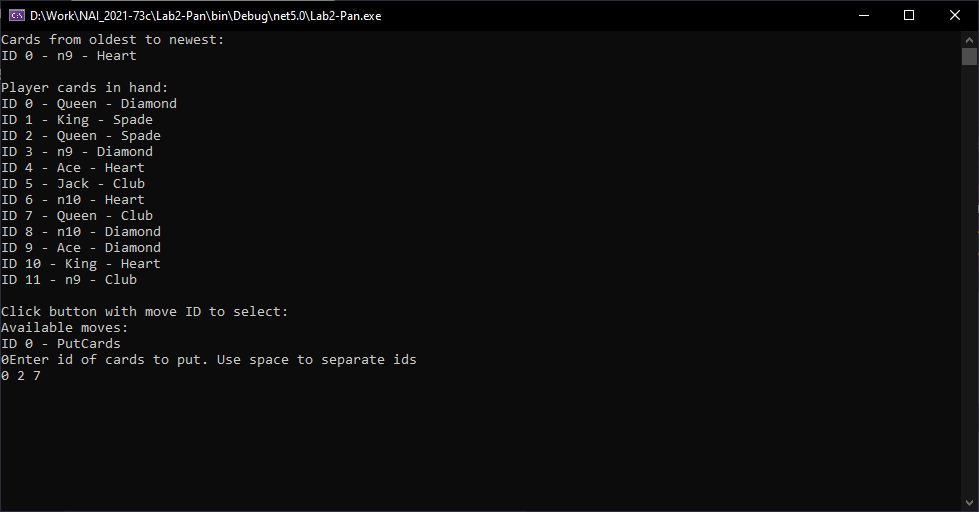 D:\Work\NAI_2021-73c\Lab2-Pan\bin\Debug\net5.0\Lab2-Pan.exe
Cards from oldest to newest:
ID 0 - n9 - Heart
Player cards in hand:
ID 0 - Queen - Diamond
ID 1 - King - Spade
ID 2 - Queen - Spade
ID 3 - n9 - Diamond
ID 4 - Ace - Heart
ID 5 - Jack - Club
ID 6 - n10 - Heart
ID 7 - Queen - Club
ID 8 - n10 - Diamond
ID 9 - Ace - Diamond
ID 10 - King - Heart
ID 11 - n9 - Club
Click button with move ID to select:
Available moves:
ID 0 - PutCards
0Enter id of cards to put. Use space to separate ids
0 2 7